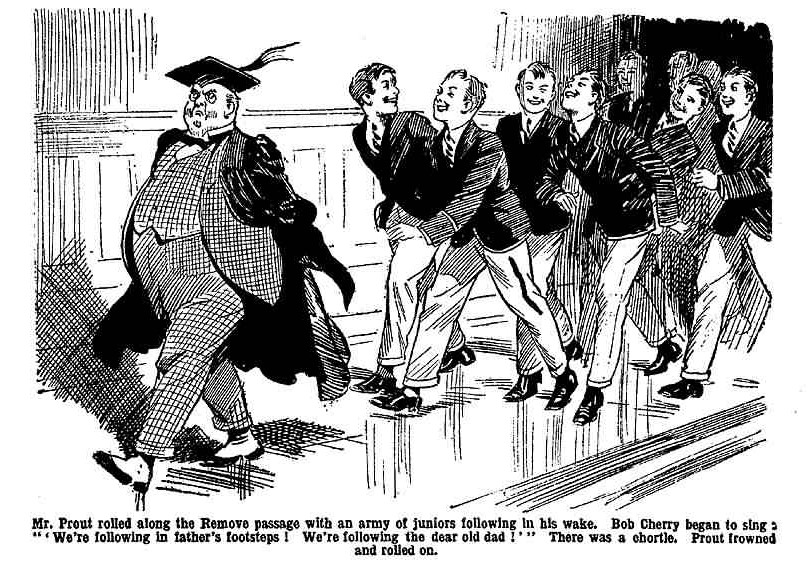 Mr. Prout rolled along the Remove passage with an army of juniors following in his wake. Bob Cherry began to sing:
"'We're following in father's footsteps! We're following the dear old dad!'" There was a chortle. Prout frowned
and rolled on.